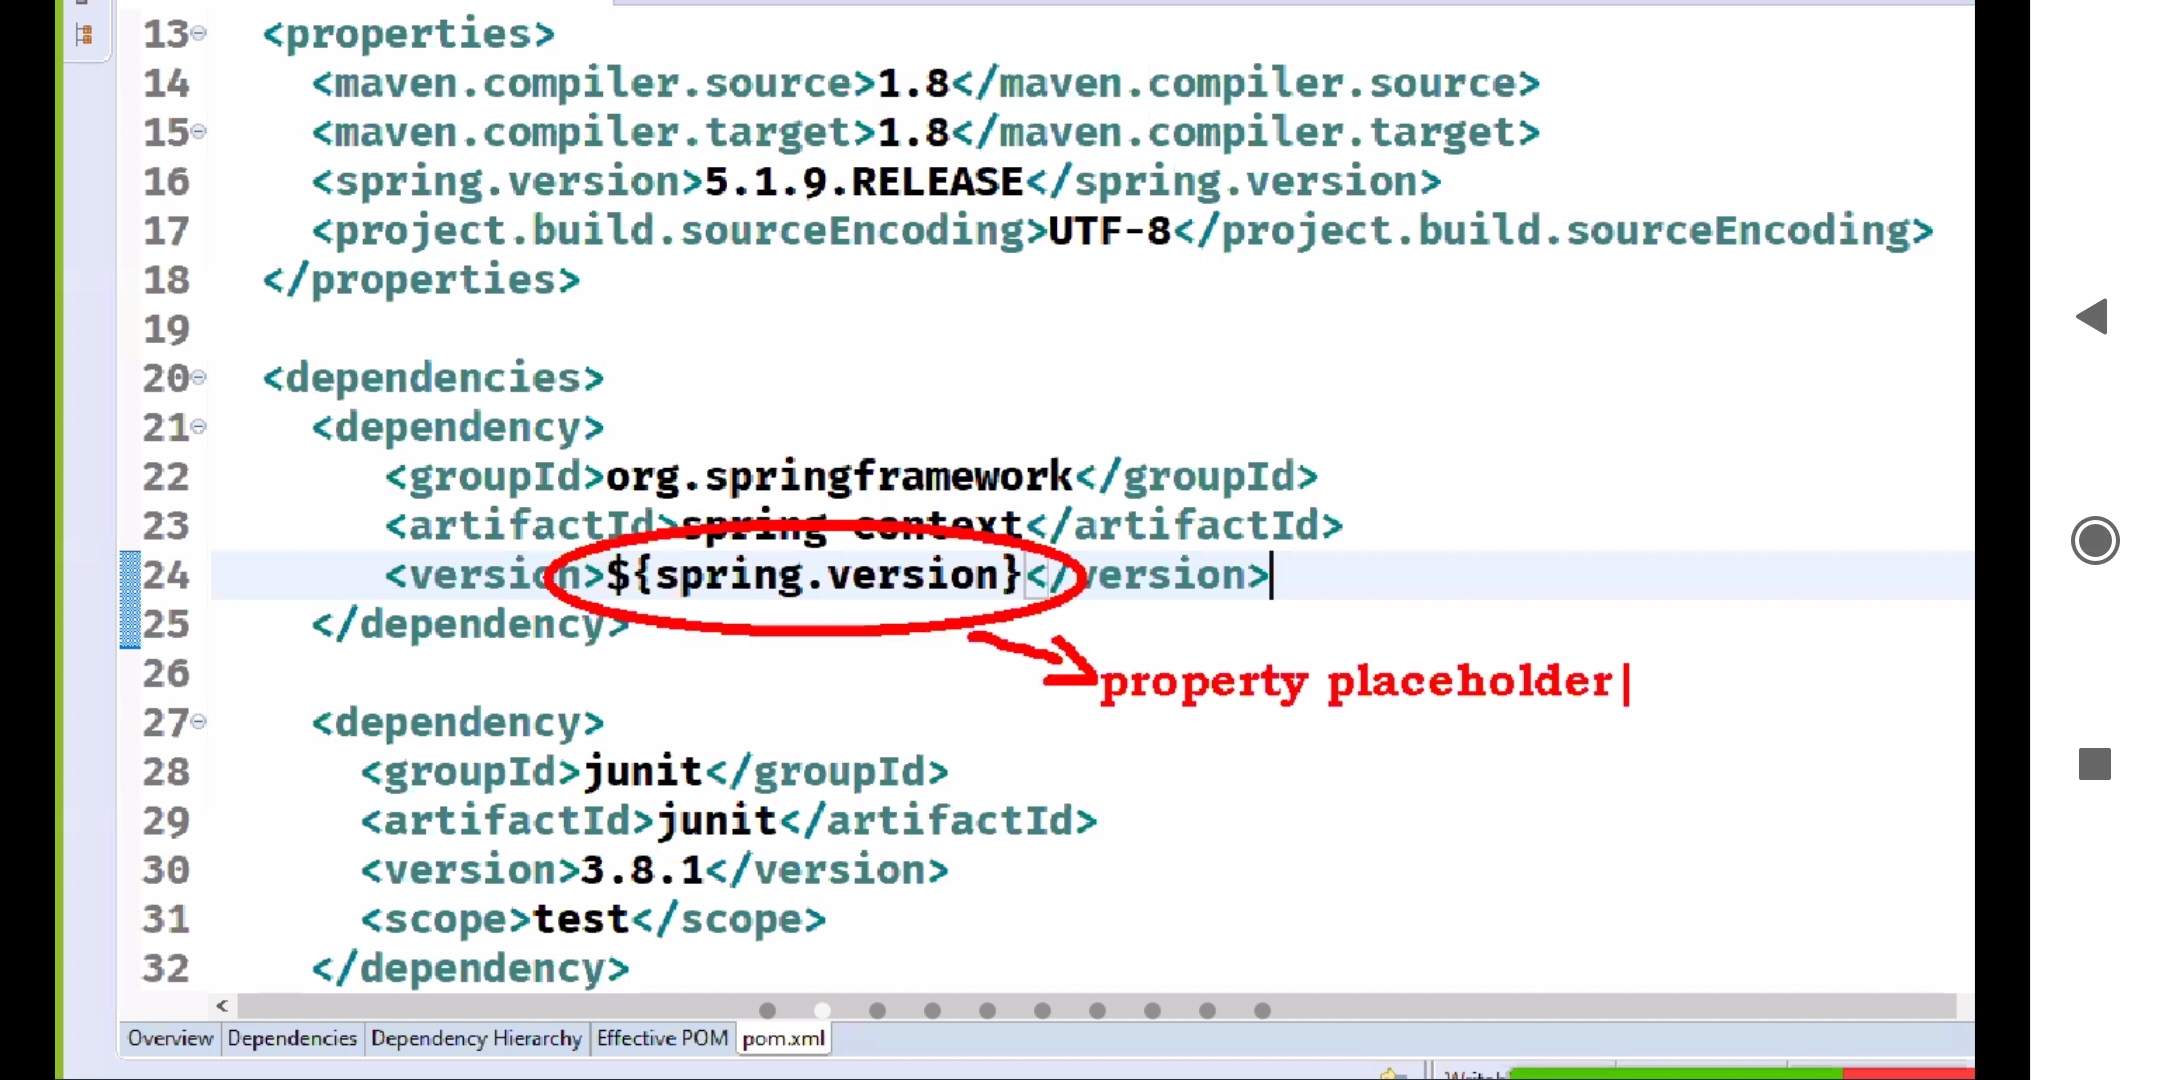 13 <properties>
14 <maven.compiler.source>1.8</maven.compiler.source>
15 <maven.compiler.target>1.8</maven.compiler.target>
16 <spring.version>5.1.9.RELEASE</spring.version>
17 <project.build.sourceEncoding>UTF-8</project.build.sourceEncoding>
18 </properties>
19
20 <dependencies>
21 <dependency>
22 <groupId>org.springframework</groupId>
23 <artifactId>spring-context</artifactId>
24 <version>${spring.version}</version>
25 </dependency>
property placeholder
26
27 <dependency>
28 <groupId>junit</groupId>
29 <artifactId>junit</artifactId>
30 <version>3.8.1</version>
31 <scope>test</scope>
32 </dependency>
Overview Dependencies Dependency Hierarchy Effective POM pom.xml